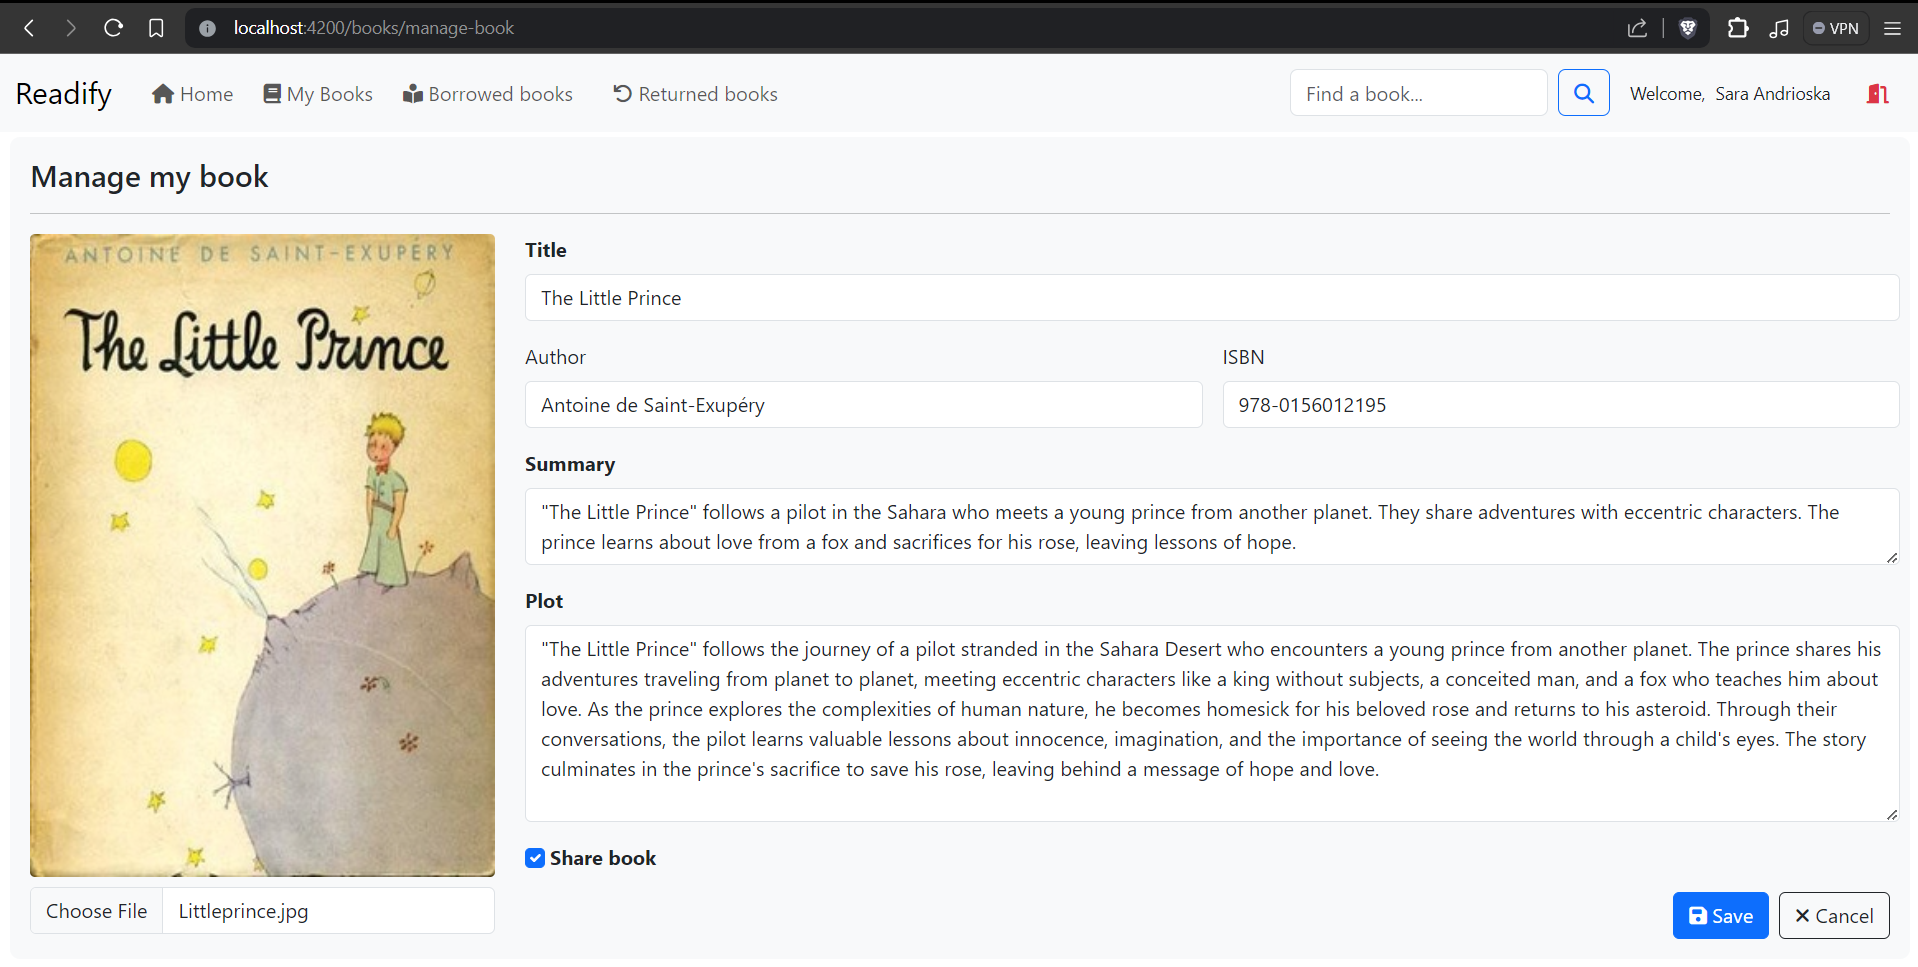 localhost:4200/books/manage-book
VPN
Readify
Home
My Books
Borrowed books
Returned books
Find a book...
Welcome, Sara Andrioska
Manage my book
ANTOINE DE SAINT-EXUPÉRY
The Little Prince
Choose File
Littleprince.jpg
Title
The Little Prince
Author
ISBN
Antoine de Saint-Exupéry
978-0156012195
Summary
"The Little Prince" follows a pilot in the Sahara who meets a young prince from another planet. They share adventures with eccentric characters. The
prince learns about love from a fox and sacrifices for his rose, leaving lessons of hope.
Plot
"The Little Prince" follows the journey of a pilot stranded in the Sahara Desert who encounters a young prince from another planet. The prince shares his
adventures traveling from planet to planet, meeting eccentric characters like a king without subjects, a conceited man, and a fox who teaches him about
love. As the prince explores the complexities of human nature, he becomes homesick for his beloved rose and returns to his asteroid. Through their
conversations, the pilot learns valuable lessons about innocence, imagination, and the importance of seeing the world through a child's eyes. The story
culminates in the prince's sacrifice to save his rose, leaving behind a message of hope and love.
Share book
Save
Cancel